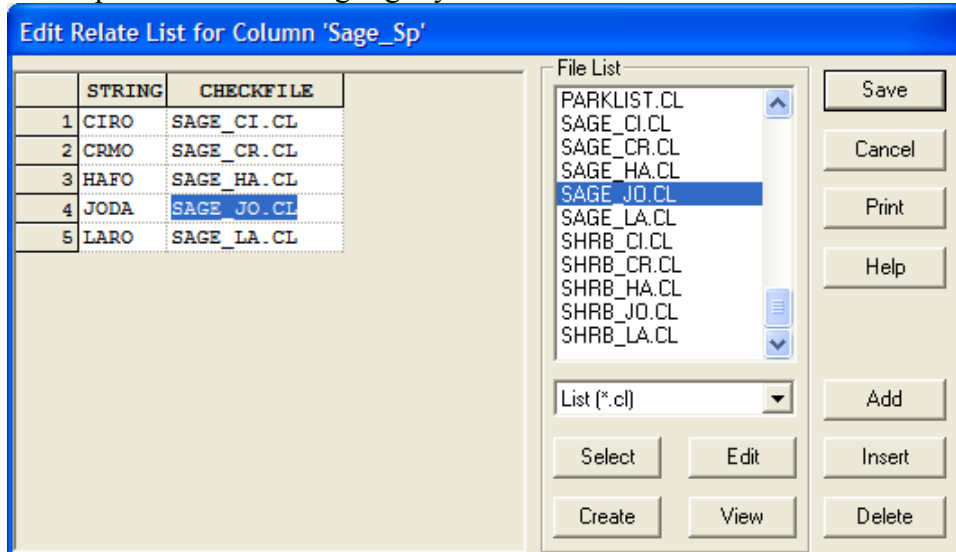 Edit Relate List for Column 'Sage_Sp'
STRING CHECKFILE
1 CIRO SAGE_CI.CL
2 CRMO SAGE_CR.CL
3 HAFO SAGE_HA.CL
4 JODA SAGE_JO.CL
5 LARO SAGE_LA.CL
File List
PARKLIST.CL
SAGE_CI.CL
SAGE_CR.CL
SAGE_HA.CL
SAGE_JO.CL
SAGE_LA.CL
SHRB_CI.CL
SHRB_CR.CL
SHRB_HA.CL
SHRB_JO.CL
SHRB_LA.CL
List (*.cl)
Select Edit
Create View
Save
Cancel
Print
Help
Add
Insert
Delete